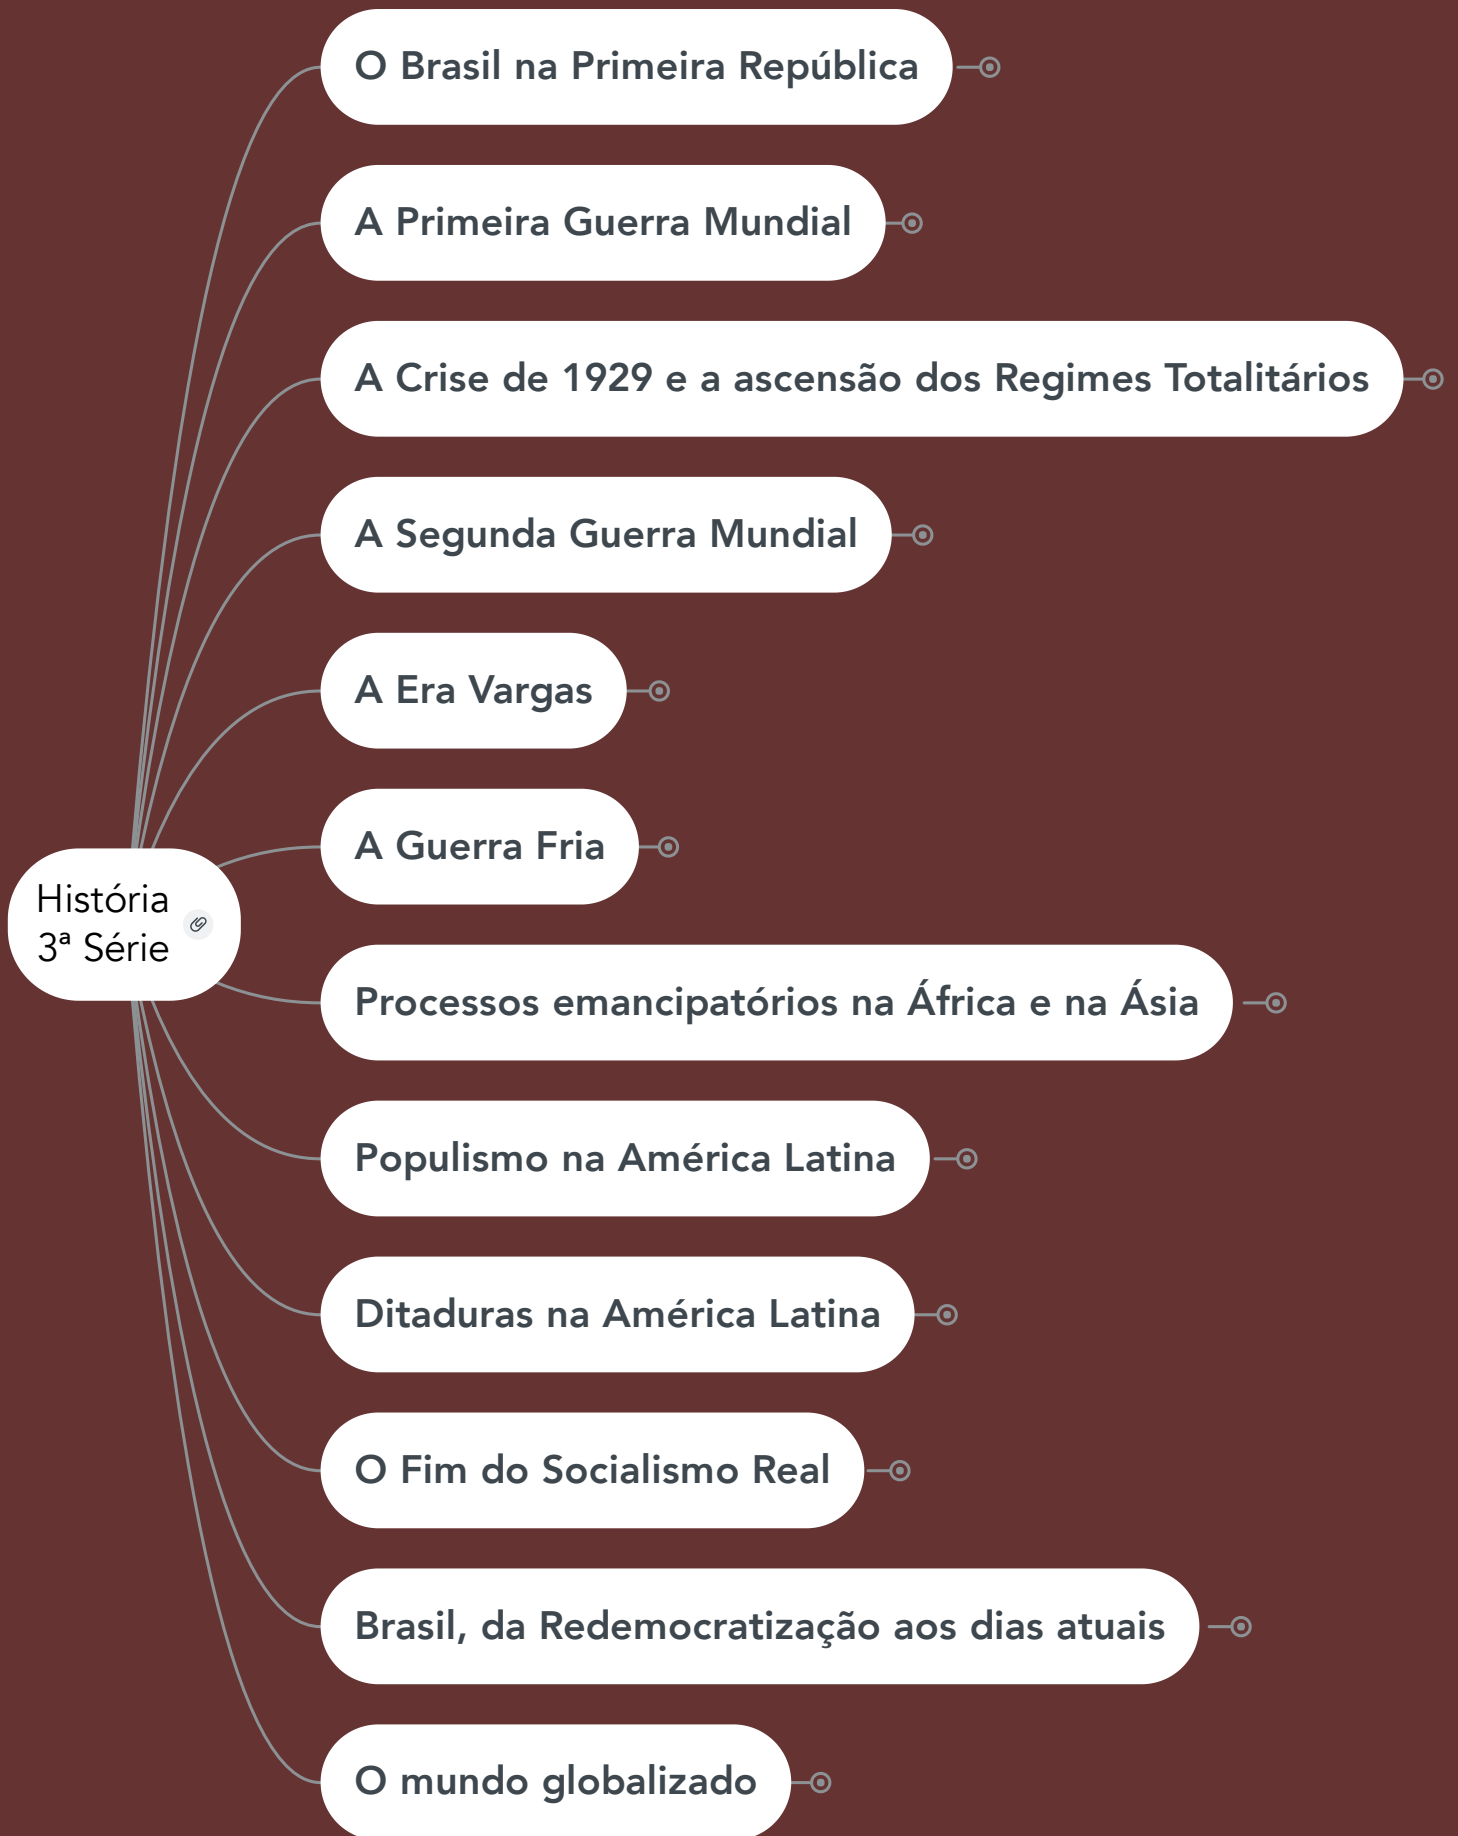 O Brasil na Primeira República
A Primeira Guerra Mundial
A Crise de 1929 e a ascensão dos Regimes Totalitários
A Segunda Guerra Mundial
A Era Vargas
A Guerra Fria
História
3ª Série
Processos emancipatórios na África e na Ásia
Populismo na América Latina
Ditaduras na América Latina
O Fim do Socialismo Real
Brasil, da Redemocratização aos dias atuais
O mundo globalizado